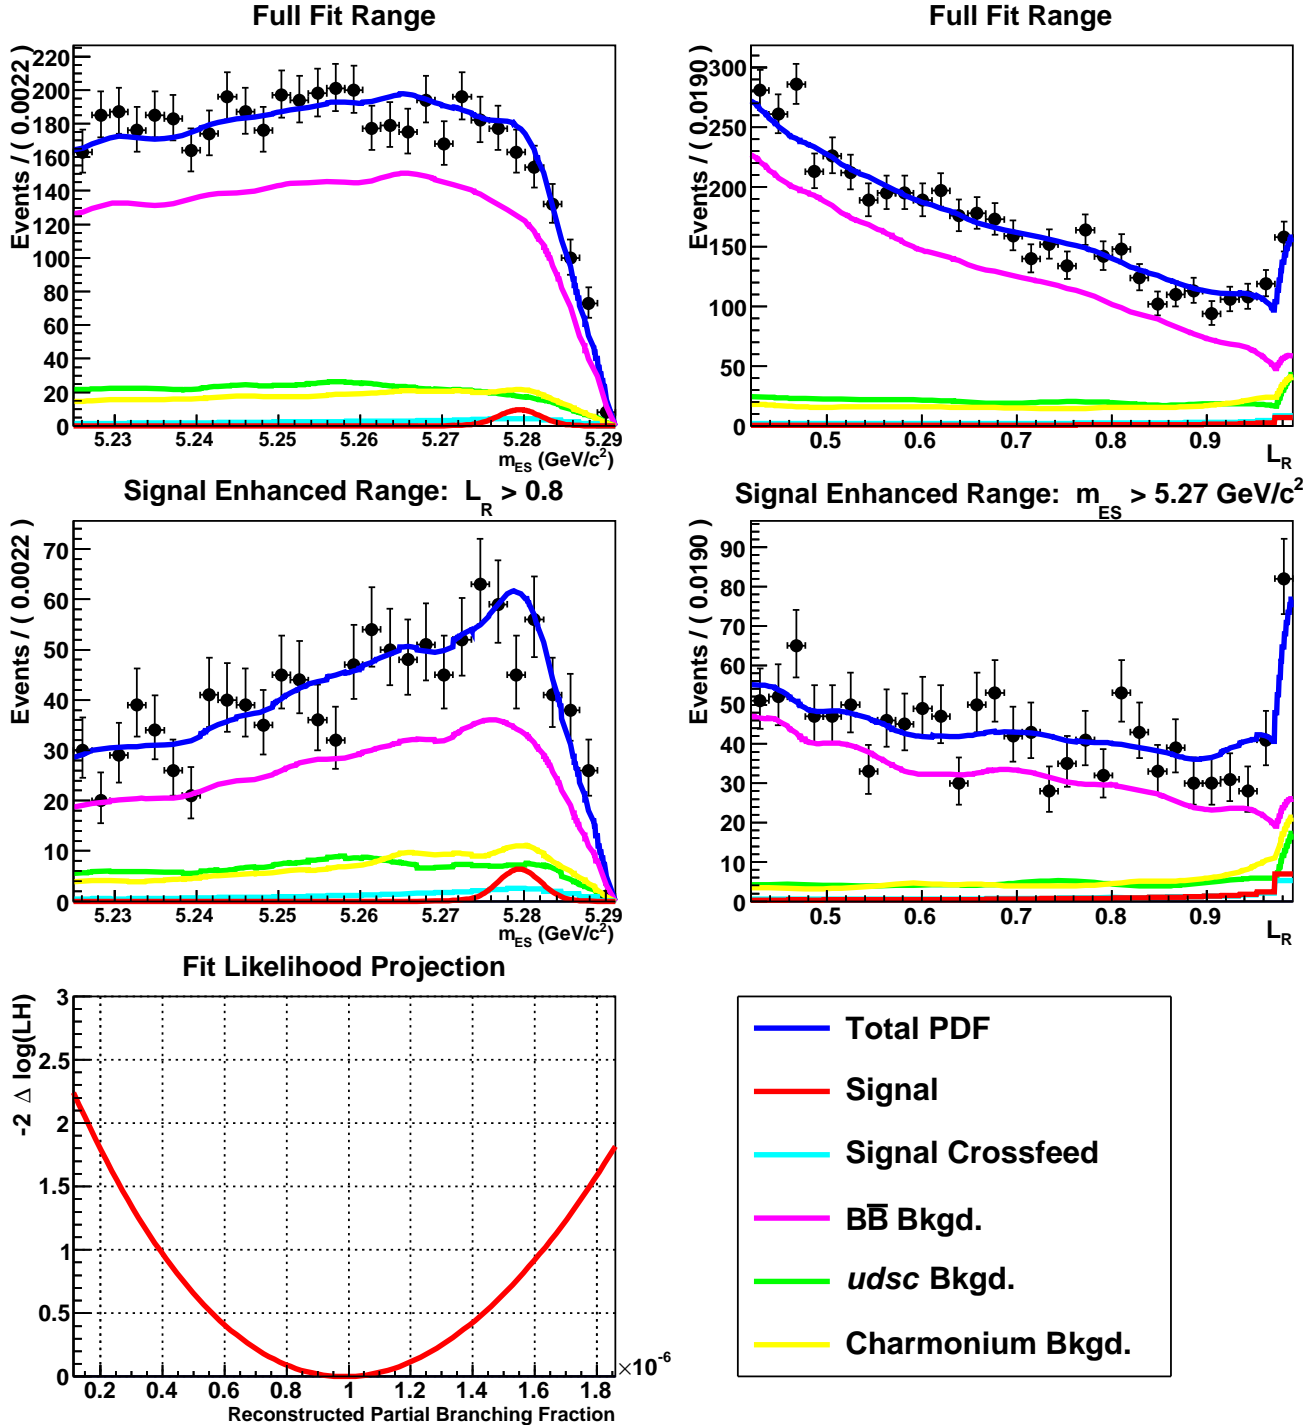 Full Fit Range
Events / ( 0.0022
220
200
180
160
140
120
100
80
60
40
20
0
5.23 5.24 5.25 5.26 5.27 5.28 5.29
m_ES (GeV/c²)
Full Fit Range
Events / ( 0.0190
300
250
200
150
100
50
0
0.5 0.6 0.7 0.8 0.9
L_R
Signal Enhanced Range: L_R > 0.8
Events / ( 0.0022
70
60
50
40
30
20
10
0
5.23 5.24 5.25 5.26 5.27 5.28 5.29
m_ES (GeV/c²)
Signal Enhanced Range: m_ES > 5.27 GeV/c²
Events / ( 0.0190
90
80
70
60
50
40
30
20
10
0
0.5 0.6 0.7 0.8 0.9
L_R
Fit Likelihood Projection
-2 Δ log(LH)
3
2.5
2
1.5
1
0.5
0
0.2 0.4 0.6 0.8 1 1.2 1.4 1.6 1.8
×10⁻⁶
Reconstructed Partial Branching Fraction
Total PDF
Signal
Signal Crossfeed
BB̅ Bkgd.
udsc Bkgd.
Charmonium Bkgd.